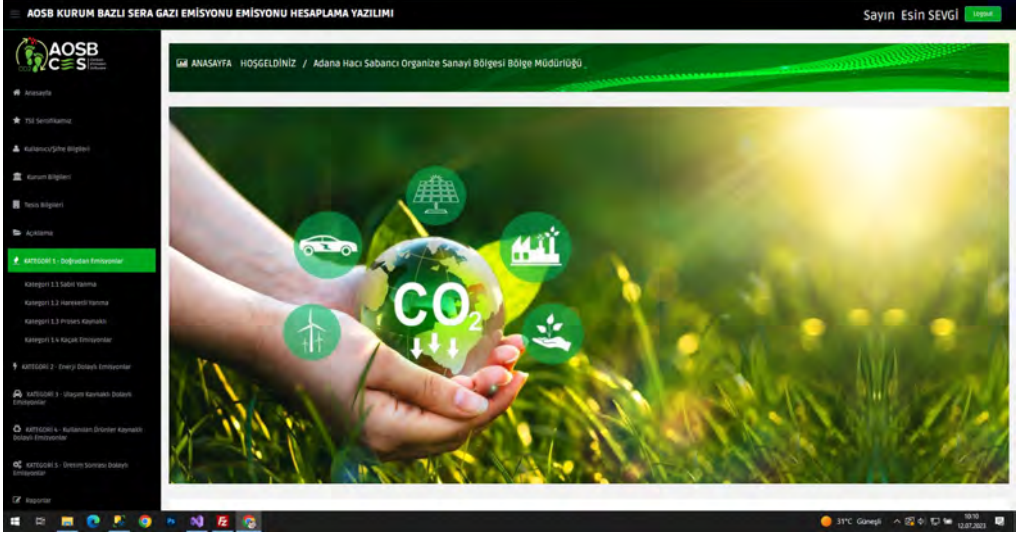 AOSB KURUM BAZLI SERA GAZI EMİSYONU EMİSYONU HESAPLAMA YAZILIMI
Sayın Esin SEVGİ
Logout
AOSB
CES
ANASAYFA HOŞGELDİNİZ / Adana Hacı Sabancı Organize Sanayi Bölgesi Bölge Müdürlüğü
Anasayfa
TSE Sertifikamız
Kullanıcı/Şifre Bilgileri
Kurum Bilgileri
Tesis Bilgileri
Açıklama
KATEGORİ 1 - Doğrudan Emisyonlar
Kategori 1.1 Sabit Yanma
Kategori 1.2 Hareketli Yanma
Kategori 1.3 Proses Kaynaklı
Kategori 1.4 Kaçak Emisyonlar
KATEGORİ 2 - Enerji Dolaylı Emisyonlar
KATEGORİ 3 - Ulaşım Kaynaklı Dolaylı
Emisyonlar
KATEGORİ 4 - Kullanılan Ürünler Kaynaklı
Dolaylı Emisyonlar
KATEGORİ 5 - Üretim Sonrası Dolaylı
Emisyonlar
Raporlar
CO2
31°C Güneşli
10:10
12.07.2023